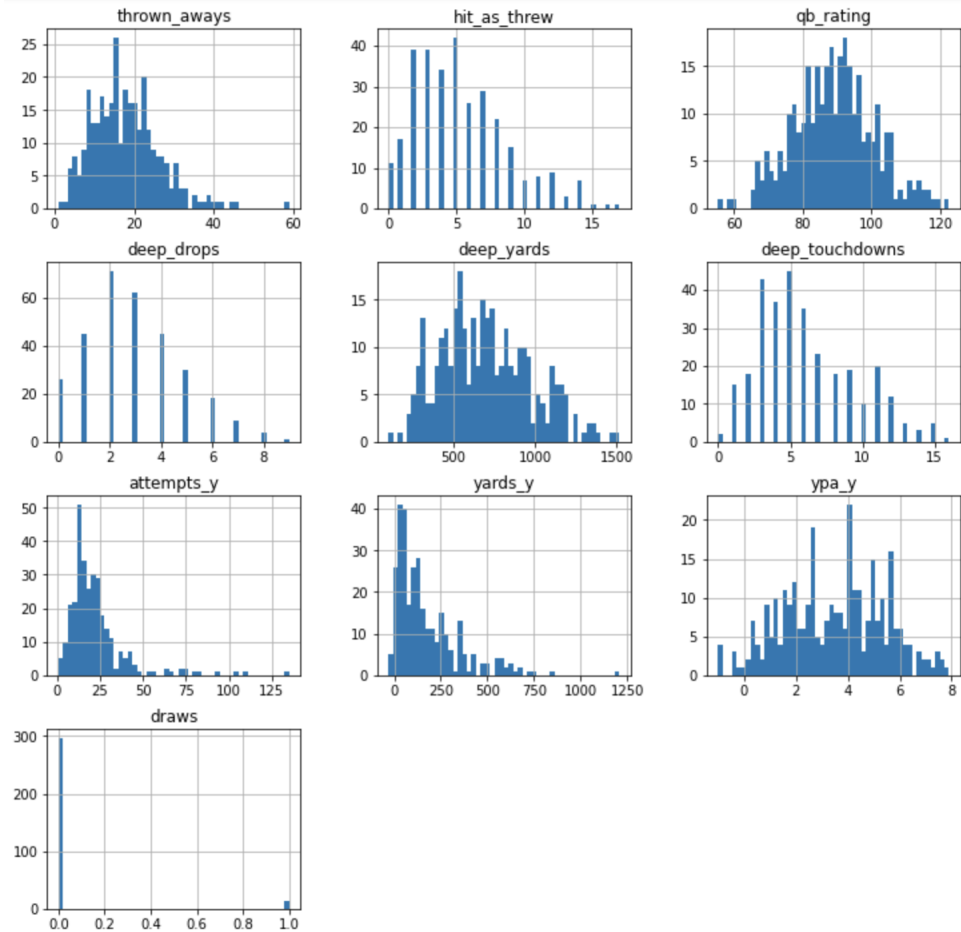 thrown_aways hit_as_threw qb_rating
25 20 15 10 5 0
0 20 40 60
40 30 20 10 0
0 5 10 15
15 10 5 0
60 80 100 120
deep_drops deep_yards deep_touchdowns
60 40 20 0
0 2 4 6 8
15 10 5 0
500 1000 1500
40 30 20 10 0
0 5 10 15
attempts_y yards_y ypa_y
50 40 30 20 10 0
0 25 50 75 100 125
40 30 20 10 0
0 250 500 750 1000 1250
20 15 10 5 0
0 2 4 6 8
draws
300 200 100 0
0.0 0.2 0.4 0.6 0.8 1.0